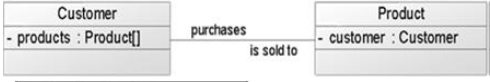 Customer
- products : Product[]
purchases
is sold to
Product
- customer : Customer